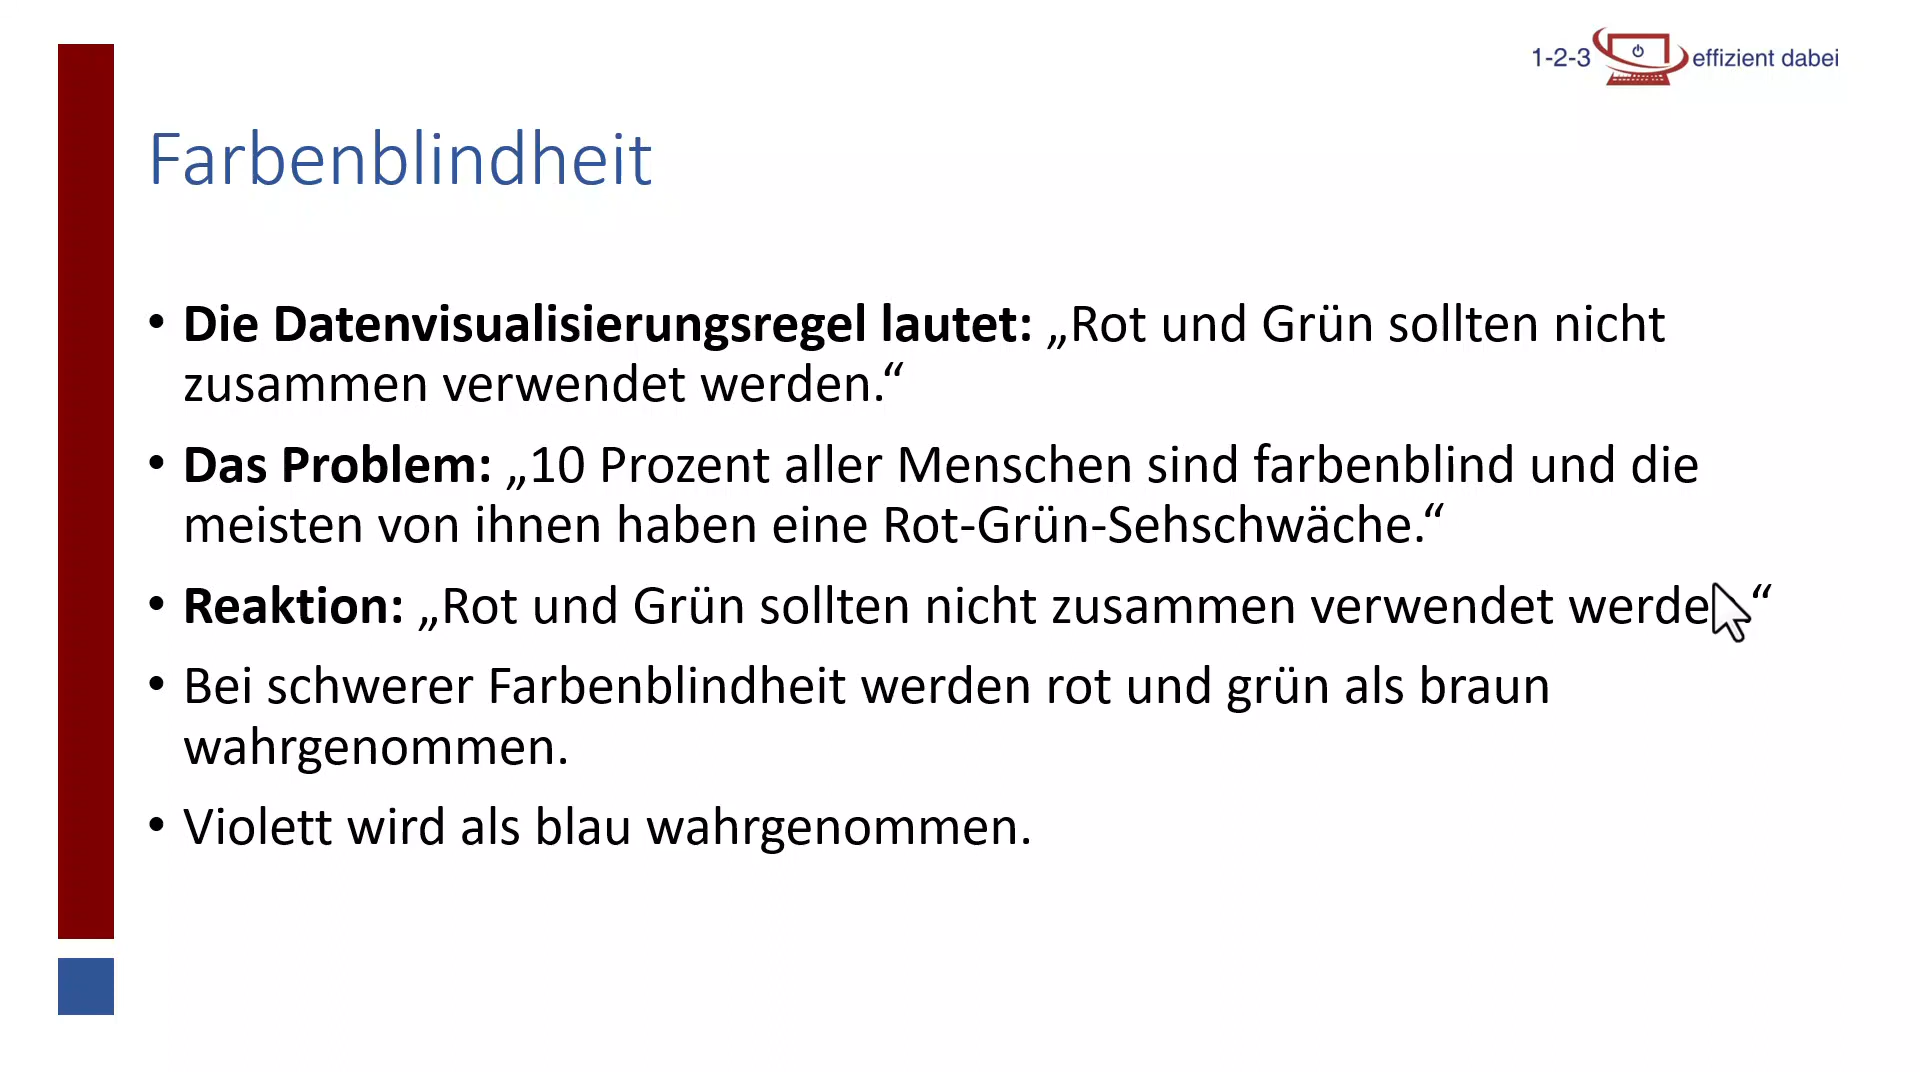 1-2-3 effizient dabei
Farbenblindheit
• Die Datenvisualisierungsregel lautet: „Rot und Grün sollten nicht
zusammen verwendet werden.“
• Das Problem: „10 Prozent aller Menschen sind farbenblind und die
meisten von ihnen haben eine Rot-Grün-Sehschwäche.“
• Reaktion: „Rot und Grün sollten nicht zusammen verwendet
• Bei schwerer Farbenblindheit werden rot und grün als braun
wahrgenommen.
• Violett wird als blau wahrgenommen.